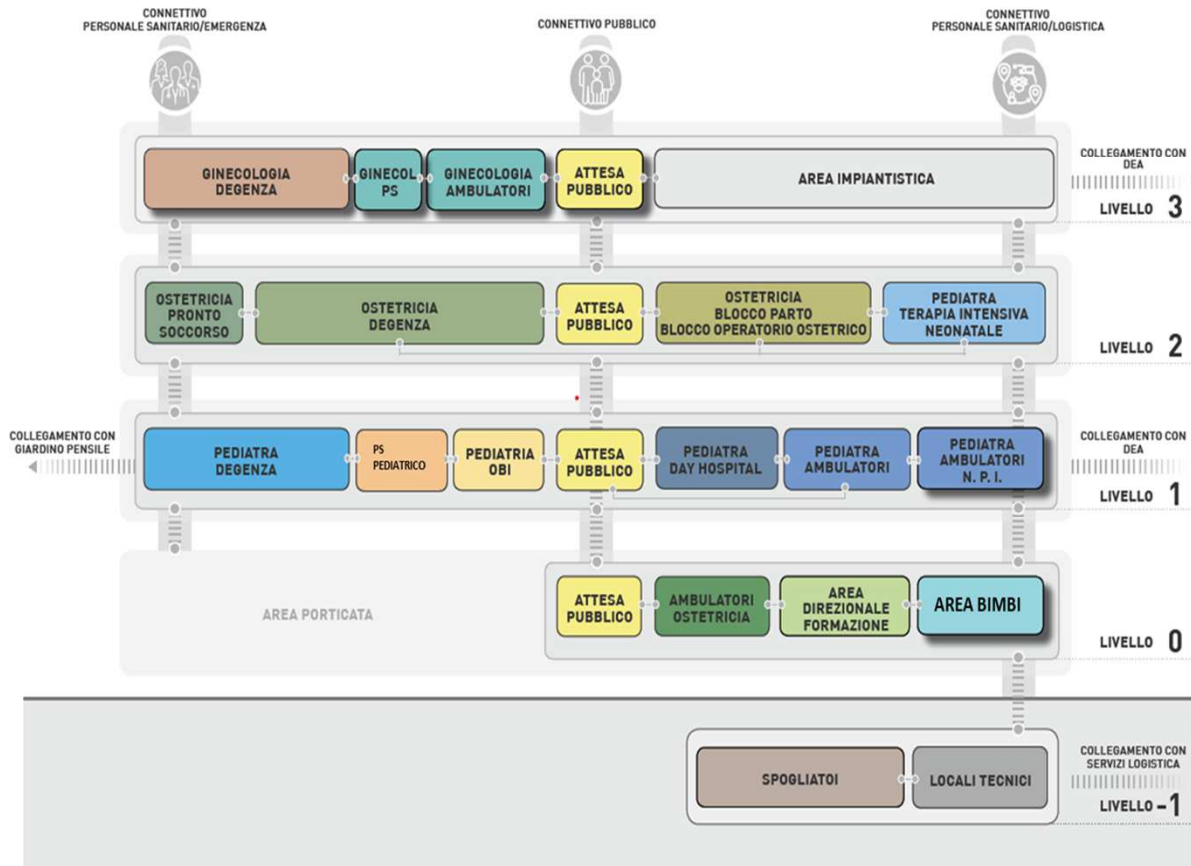 CONNETTIVO
PERSONALE SANITARIO/EMERGENZA
CONNETTIVO PUBBLICO
CONNETTIVO
PERSONALE SANITARIO/LOGISTICA
GINECOLOGIA
DEGENZA
GINECOL
PS
GINECOLOGIA
AMBULATORI
ATTESA
PUBBLICO
AREA IMPIANTISTICA
COLLEGAMENTO CON
DEA
LIVELLO 3
OSTETRICIA
PRONTO
SOCCORSO
OSTETRICIA
DEGENZA
ATTESA
PUBBLICO
OSTETRICIA
BLOCCO PARTO
BLOCCO OPERATORIO OSTETRICO
PEDIATRA
TERAPIA INTENSIVA
NEONATALE
LIVELLO 2
COLLEGAMENTO CON
GIARDINO PENSILE
PEDIATRA
DEGENZA
PS
PEDIATRICO
PEDIATRIA
OBI
ATTESA
PUBBLICO
PEDIATRA
DAY HOSPITAL
PEDIATRA
AMBULATORI
PEDIATRA
AMBULATORI
N. P. I.
COLLEGAMENTO CON
DEA
LIVELLO 1
AREA PORTICATA
ATTESA
PUBBLICO
AMBULATORI
OSTETRICIA
AREA
DIREZIONALE
FORMAZIONE
AREA BIMBI
LIVELLO 0
SPOGLIATOI
LOCALI TECNICI
COLLEGAMENTO CON
SERVIZI LOGISTICA
LIVELLO -1